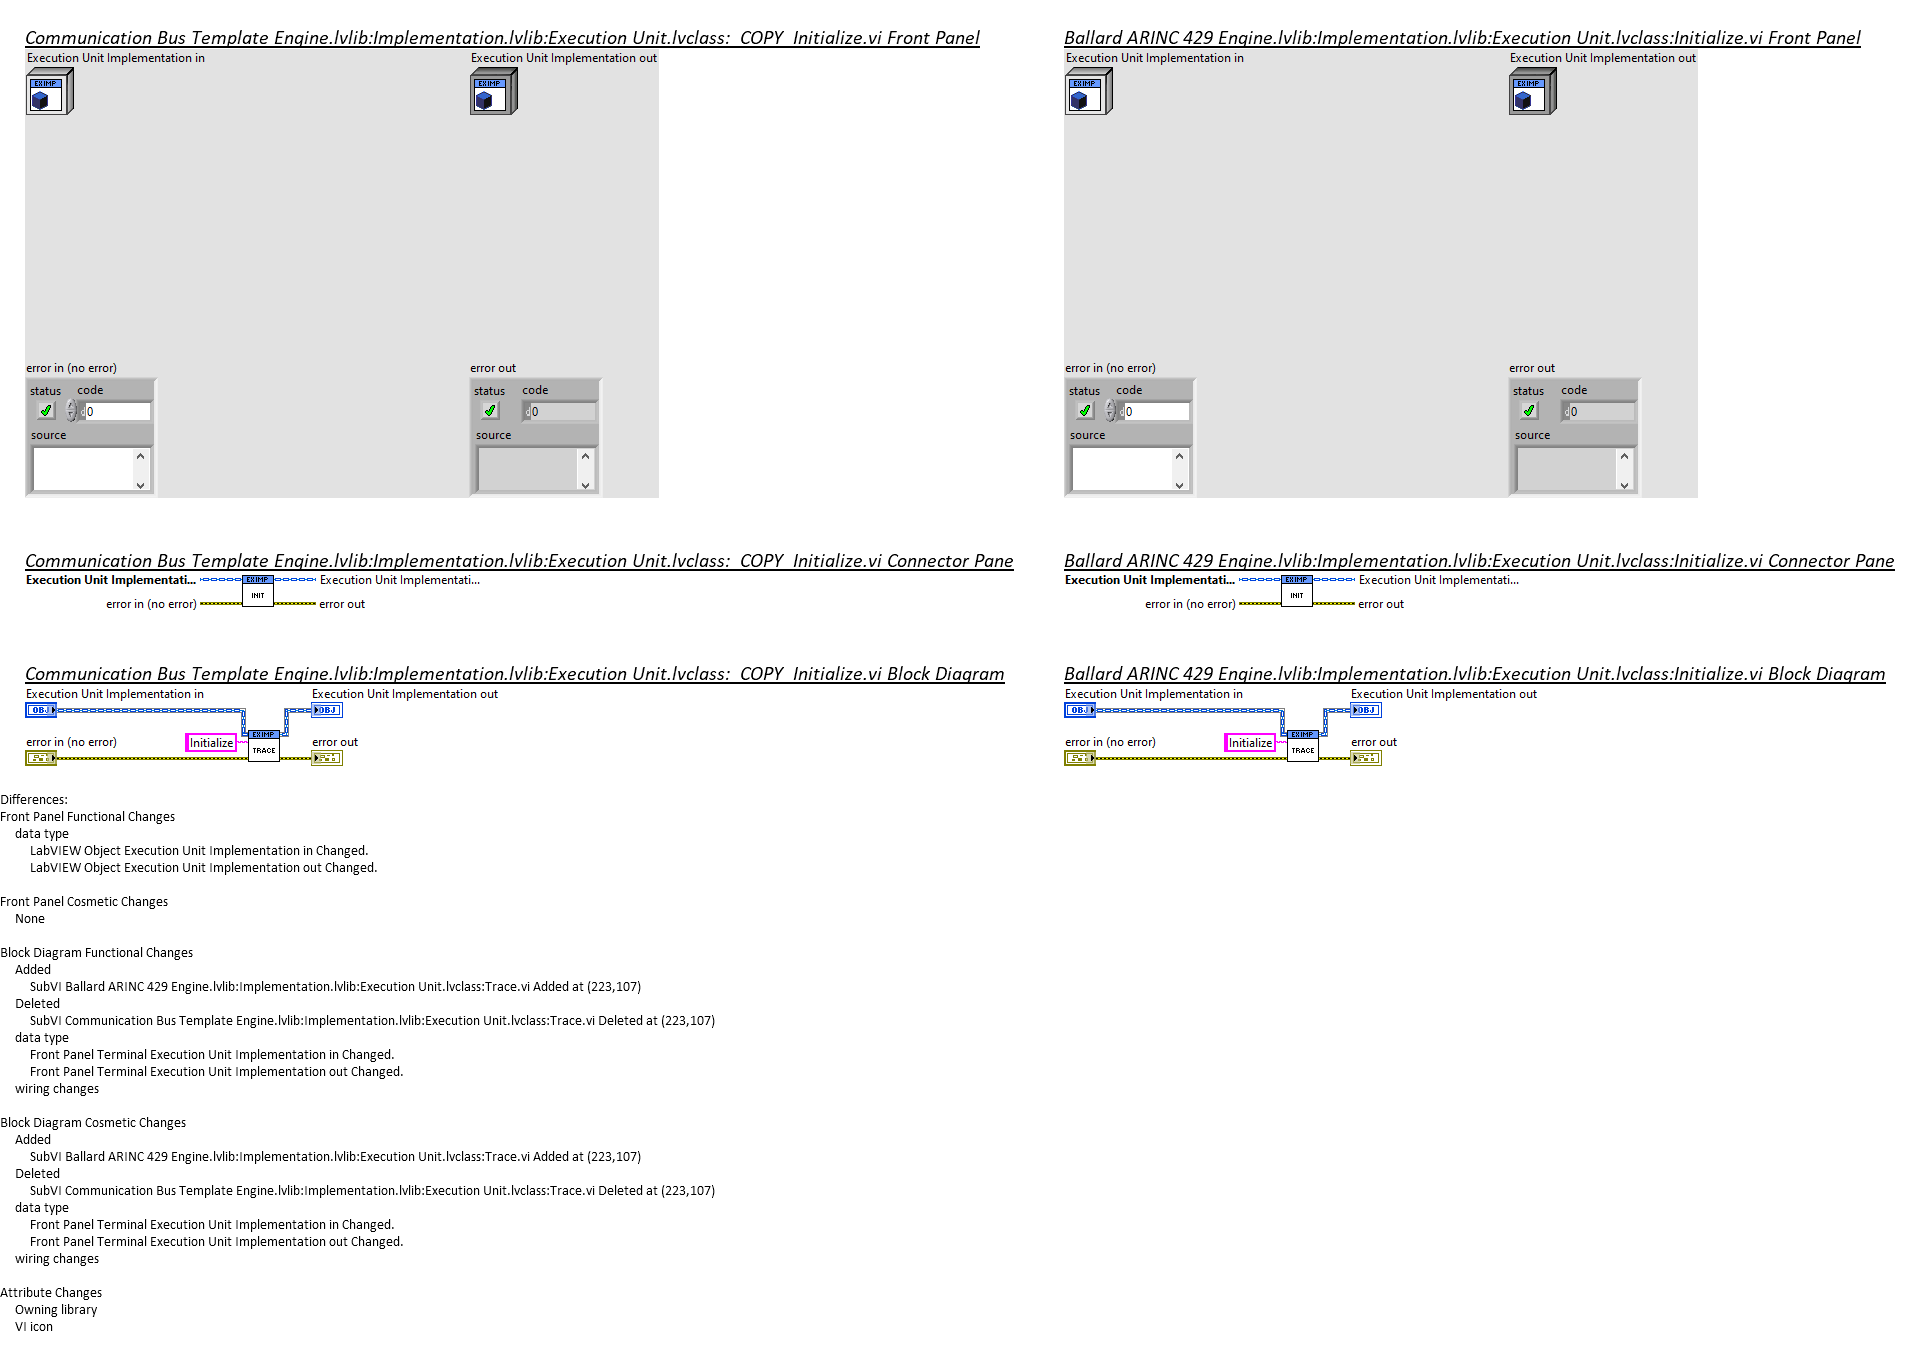 Communication Bus Template Engine.lvlib:Implementation.lvlib:Execution Unit.lvclass:  COPY  Initialize.vi Front Panel
Execution Unit Implementation in
Execution Unit Implementation out
EXIMP
EXIMP
error in (no error)
error out
status code
status code
0
0
source
source
Ballard ARINC 429 Engine.lvlib:Implementation.lvlib:Execution Unit.lvclass:Initialize.vi Front Panel
Execution Unit Implementation in
Execution Unit Implementation out
EXIMP
EXIMP
error in (no error)
error out
status code
status code
0
0
source
source
Communication Bus Template Engine.lvlib:Implementation.lvlib:Execution Unit.lvclass:  COPY  Initialize.vi Connector Pane
Execution Unit Implementati...
EXIMP
Execution Unit Implementati...
INIT
error in (no error)
error out
Ballard ARINC 429 Engine.lvlib:Implementation.lvlib:Execution Unit.lvclass:Initialize.vi Connector Pane
Execution Unit Implementati...
EXIMP
Execution Unit Implementati...
INIT
error in (no error)
error out
Communication Bus Template Engine.lvlib:Implementation.lvlib:Execution Unit.lvclass:  COPY  Initialize.vi Block Diagram
Execution Unit Implementation in
Execution Unit Implementation out
OBJ
OBJ
error in (no error)
Initialize
EXIMP
TRACE
error out
Ballard ARINC 429 Engine.lvlib:Implementation.lvlib:Execution Unit.lvclass:Initialize.vi Block Diagram
Execution Unit Implementation in
Execution Unit Implementation out
OBJ
OBJ
error in (no error)
Initialize
EXIMP
TRACE
error out
Differences:
Front Panel Functional Changes
data type
LabVIEW Object Execution Unit Implementation in Changed.
LabVIEW Object Execution Unit Implementation out Changed.
Front Panel Cosmetic Changes
None
Block Diagram Functional Changes
Added
SubVI Ballard ARINC 429 Engine.lvlib:Implementation.lvlib:Execution Unit.lvclass:Trace.vi Added at (223,107)
Deleted
SubVI Communication Bus Template Engine.lvlib:Implementation.lvlib:Execution Unit.lvclass:Trace.vi Deleted at (223,107)
data type
Front Panel Terminal Execution Unit Implementation in Changed.
Front Panel Terminal Execution Unit Implementation out Changed.
wiring changes
Block Diagram Cosmetic Changes
Added
SubVI Ballard ARINC 429 Engine.lvlib:Implementation.lvlib:Execution Unit.lvclass:Trace.vi Added at (223,107)
Deleted
SubVI Communication Bus Template Engine.lvlib:Implementation.lvlib:Execution Unit.lvclass:Trace.vi Deleted at (223,107)
data type
Front Panel Terminal Execution Unit Implementation in Changed.
Front Panel Terminal Execution Unit Implementation out Changed.
wiring changes
Attribute Changes
Owning library
VI icon